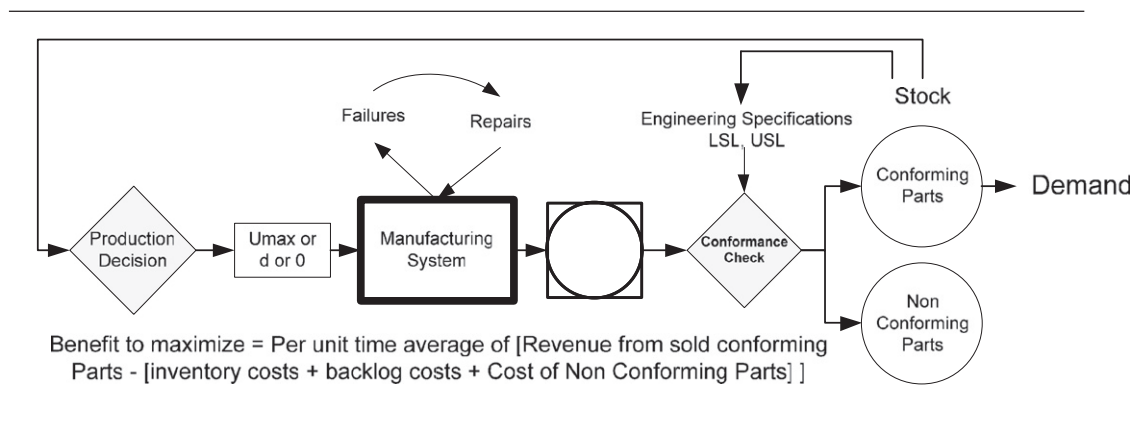 Stock
Failures
Repairs
Engineering Specifications
LSL, USL
Production
Decision
Umax or
d or 0
Manufacturing
System
Conformance
Check
Conforming
Parts
Demand
Non
Conforming
Parts
Benefit to maximize = Per unit time average of [Revenue from sold conforming
Parts - [inventory costs + backlog costs + Cost of Non Conforming Parts] ]